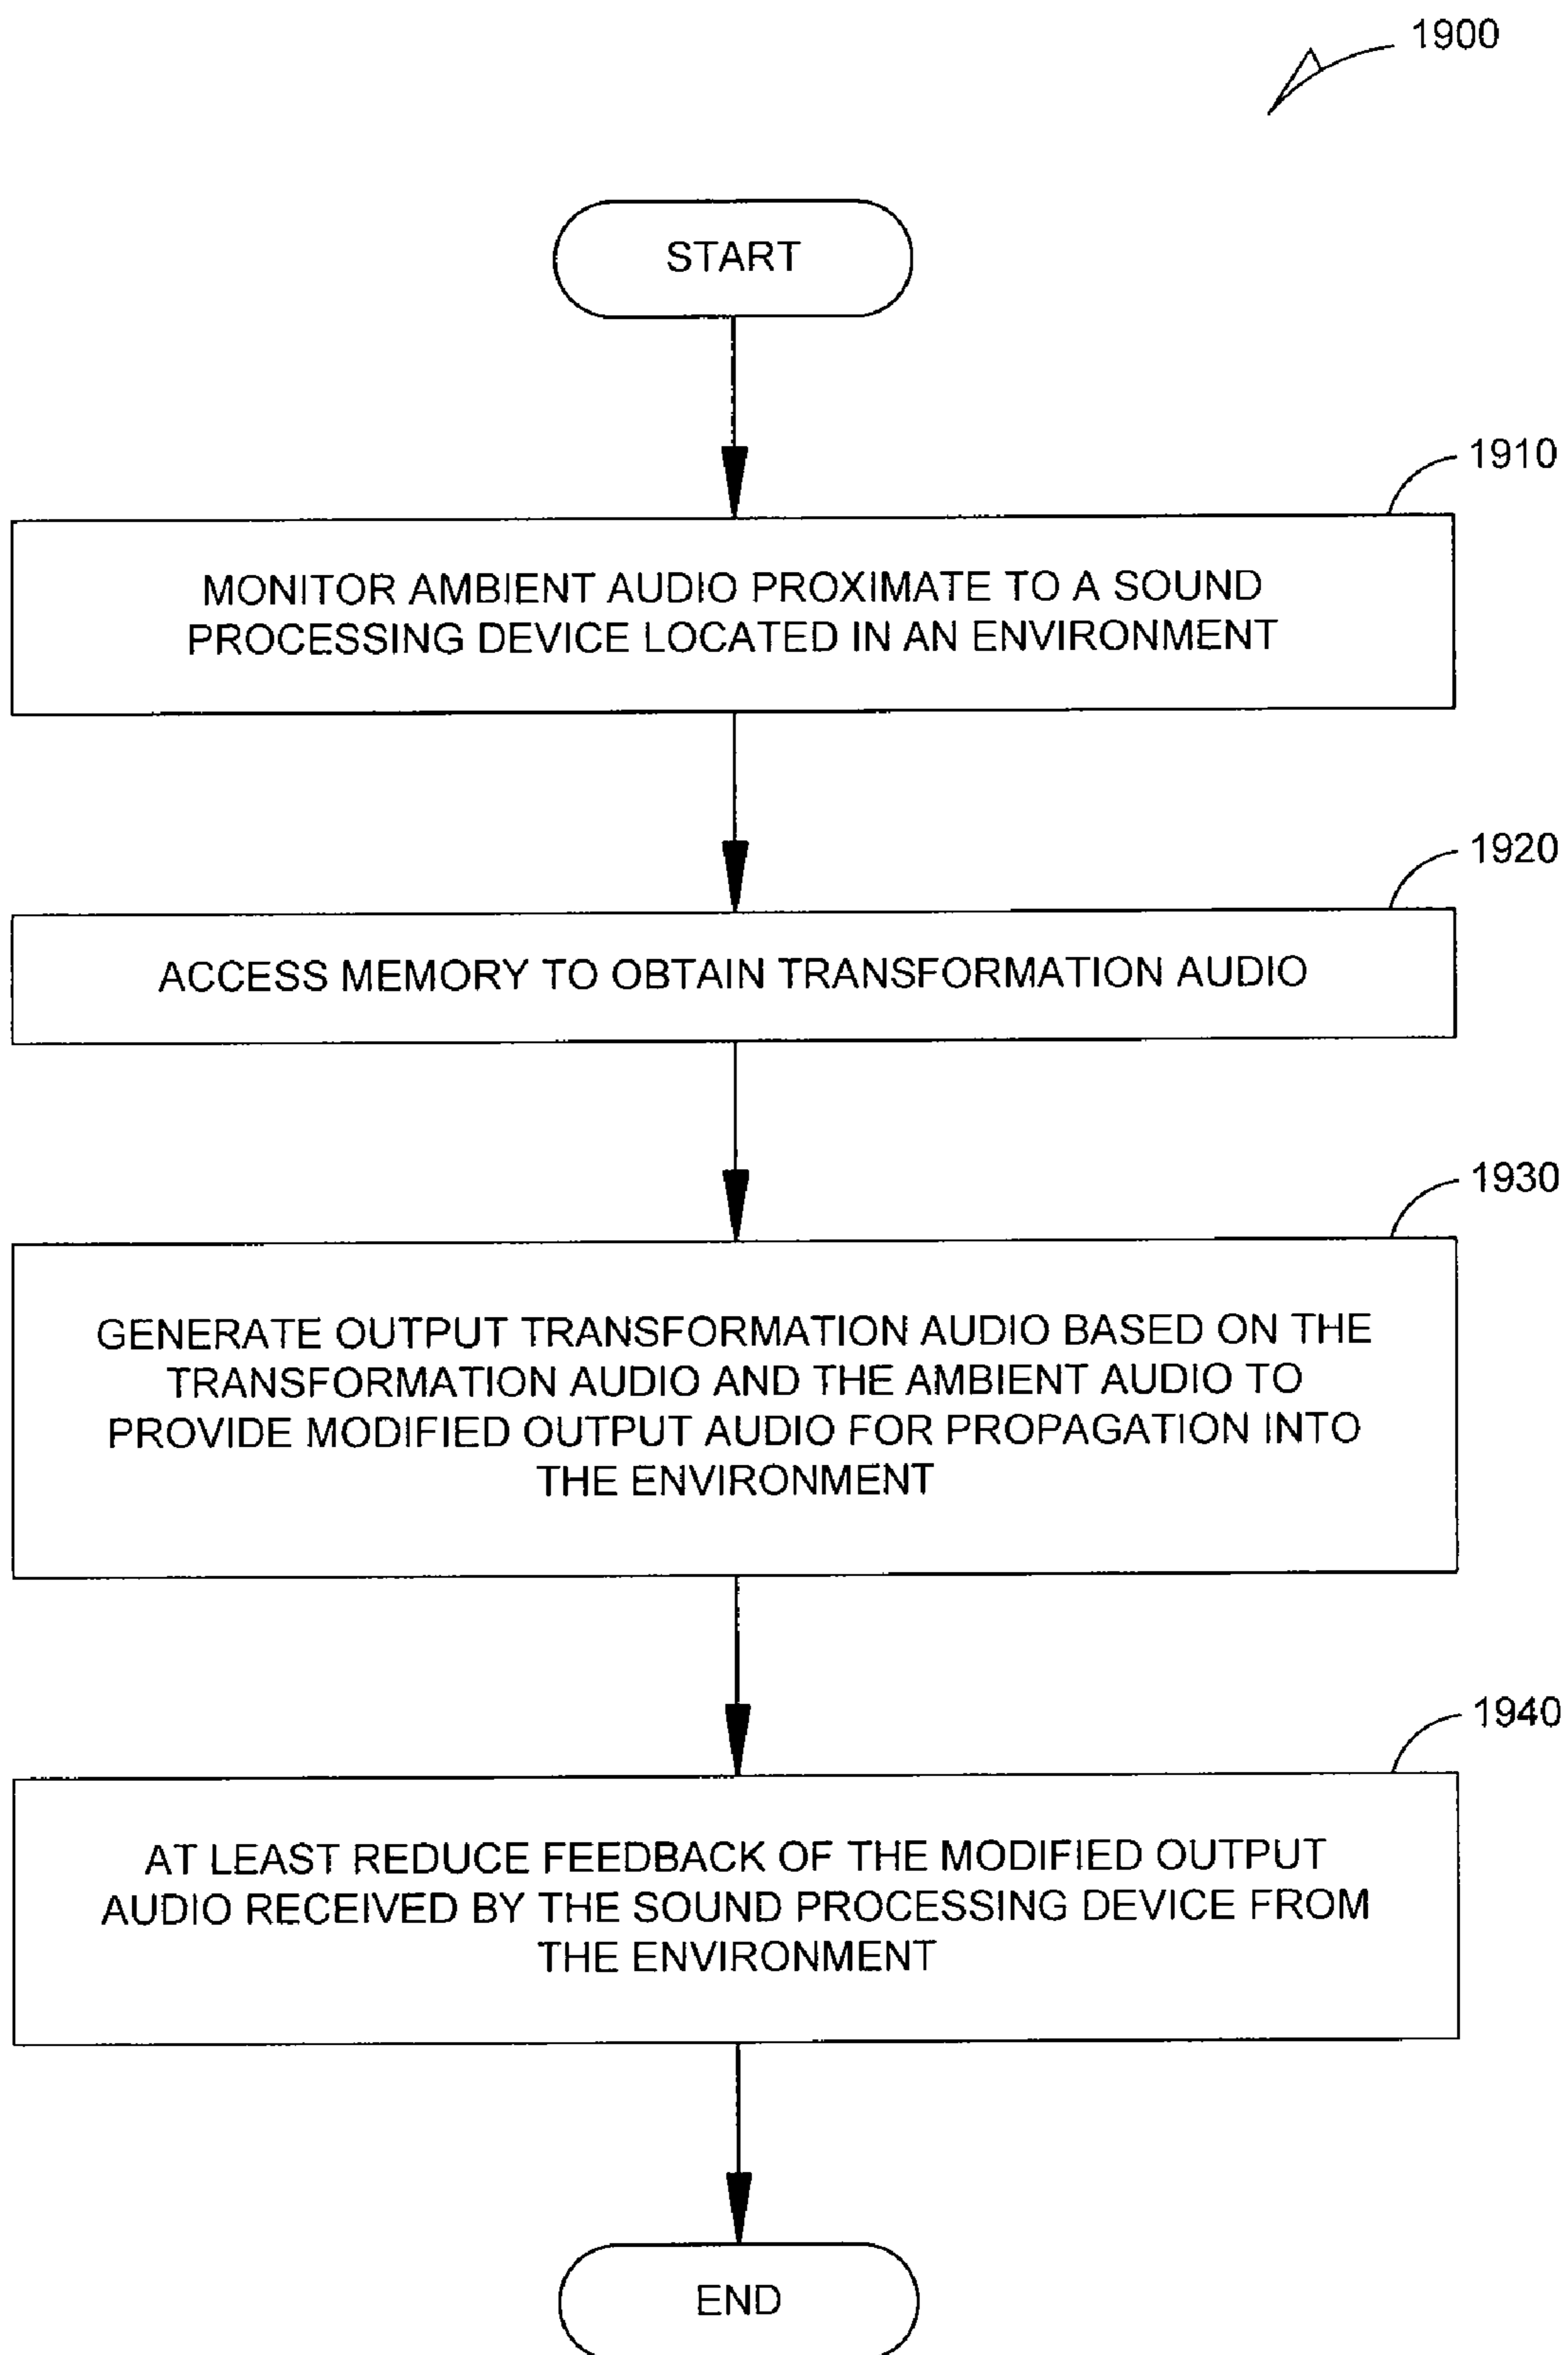 1900
START
1910
MONITOR AMBIENT AUDIO PROXIMATE TO A SOUND
PROCESSING DEVICE LOCATED IN AN ENVIRONMENT
1920
ACCESS MEMORY TO OBTAIN TRANSFORMATION AUDIO
1930
GENERATE OUTPUT TRANSFORMATION AUDIO BASED ON THE
TRANSFORMATION AUDIO AND THE AMBIENT AUDIO TO
PROVIDE MODIFIED OUTPUT AUDIO FOR PROPAGATION INTO
THE ENVIRONMENT
1940
AT LEAST REDUCE FEEDBACK OF THE MODIFIED OUTPUT
AUDIO RECEIVED BY THE SOUND PROCESSING DEVICE FROM
THE ENVIRONMENT
END